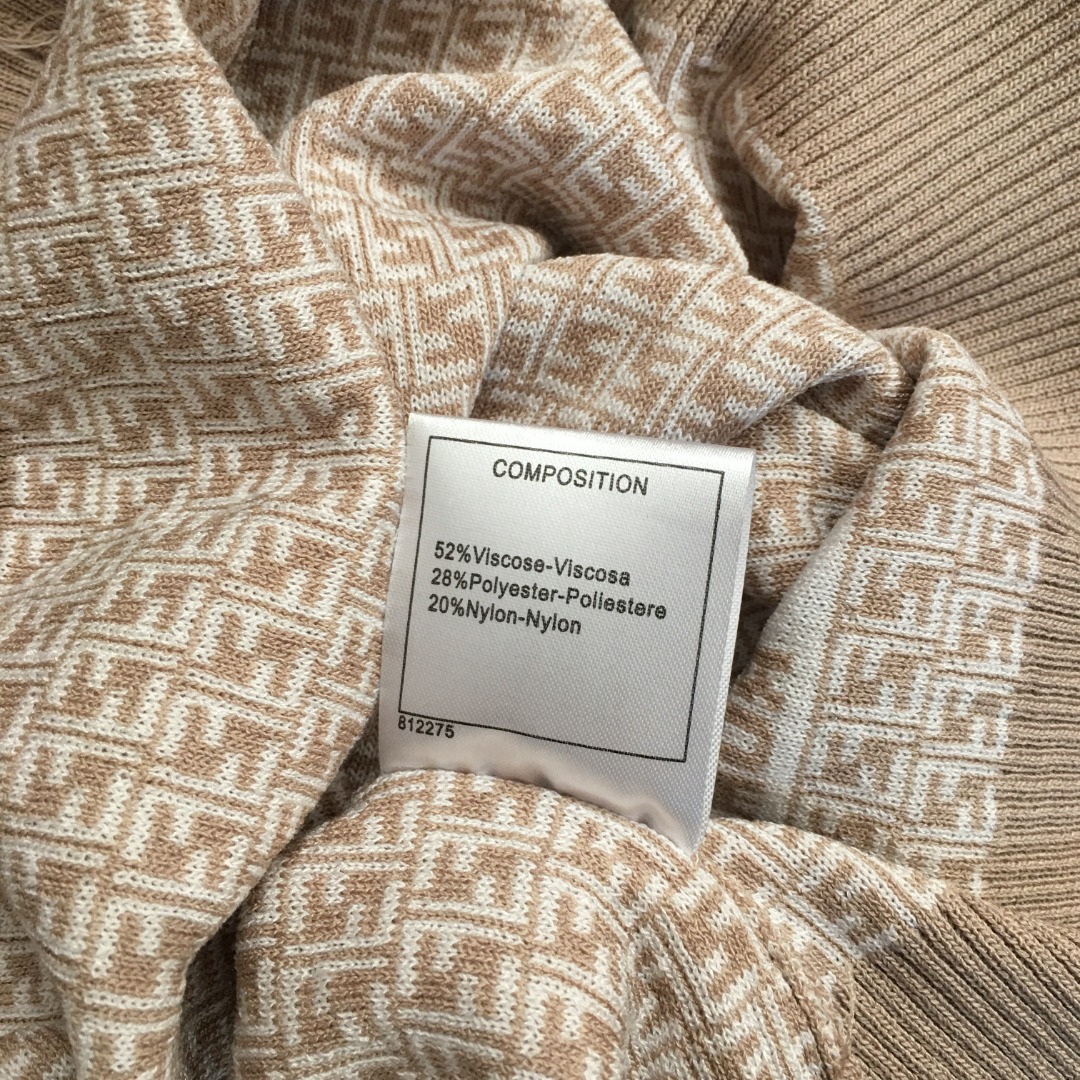 COMPOSITION
52%Viscose-Viscosa
28%Polyester-Poliestere
20%Nylon-Nylon
812275